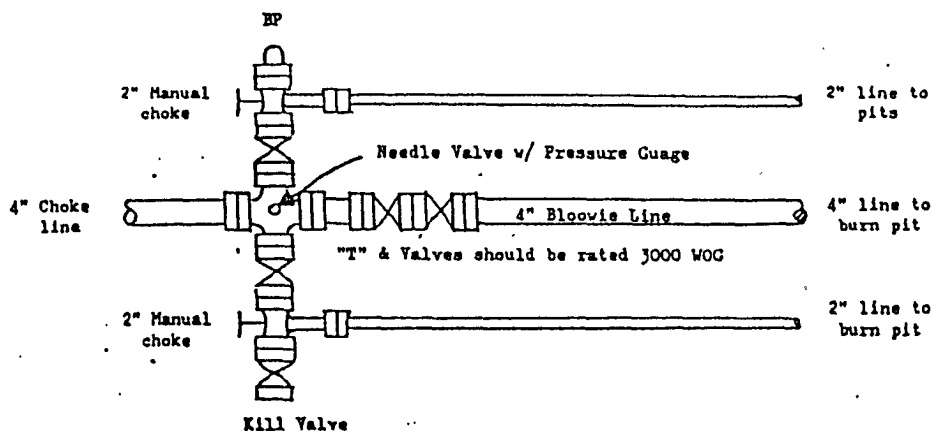 BP
2" Manual
choke
2" line to
pits
Needle Valve w/ Pressure Guage
4" Choke
line
4" Bloowie Line
4" line to
burn pit
"T" & Valves should be rated 3000 WOG
2" Manual
choke
2" line to
burn pit
Kill Valve